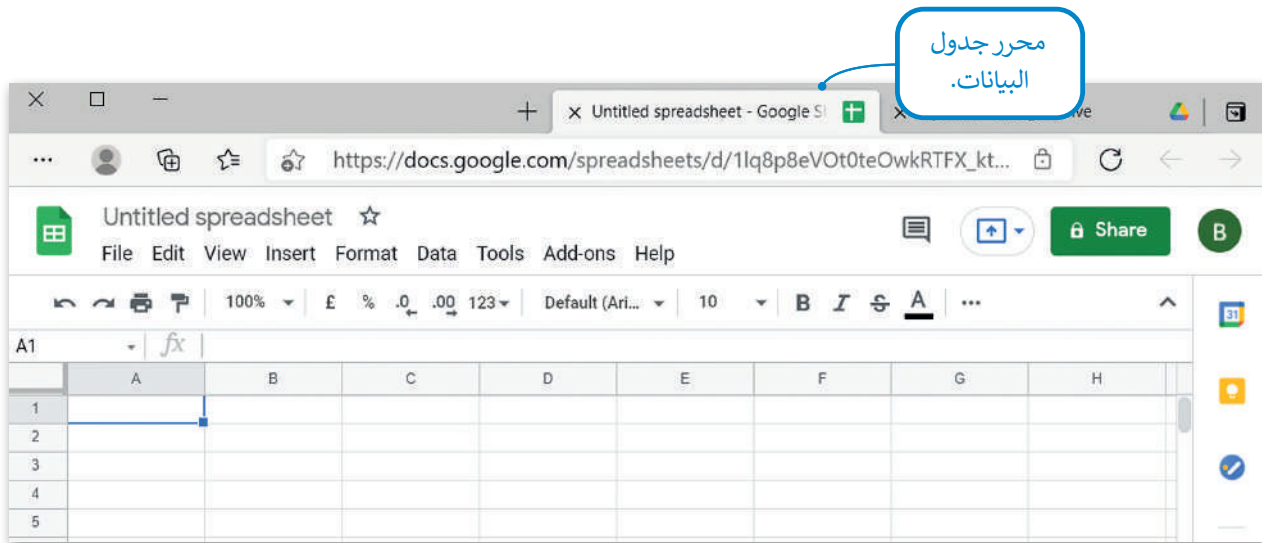 محرر جدول
البيانات.
Untitled spreadsheet - Google S
https://docs.google.com/spreadsheets/d/1lq8p8eVOt0teOwkRTFX_kt...
Untitled spreadsheet
File Edit View Insert Format Data Tools Add-ons Help
Share
B
100% £ % .0 .00 123 Default (Ari... 10 B I S A ...
31
A1 fx
A B C D E F G H
1
2
3
4
5